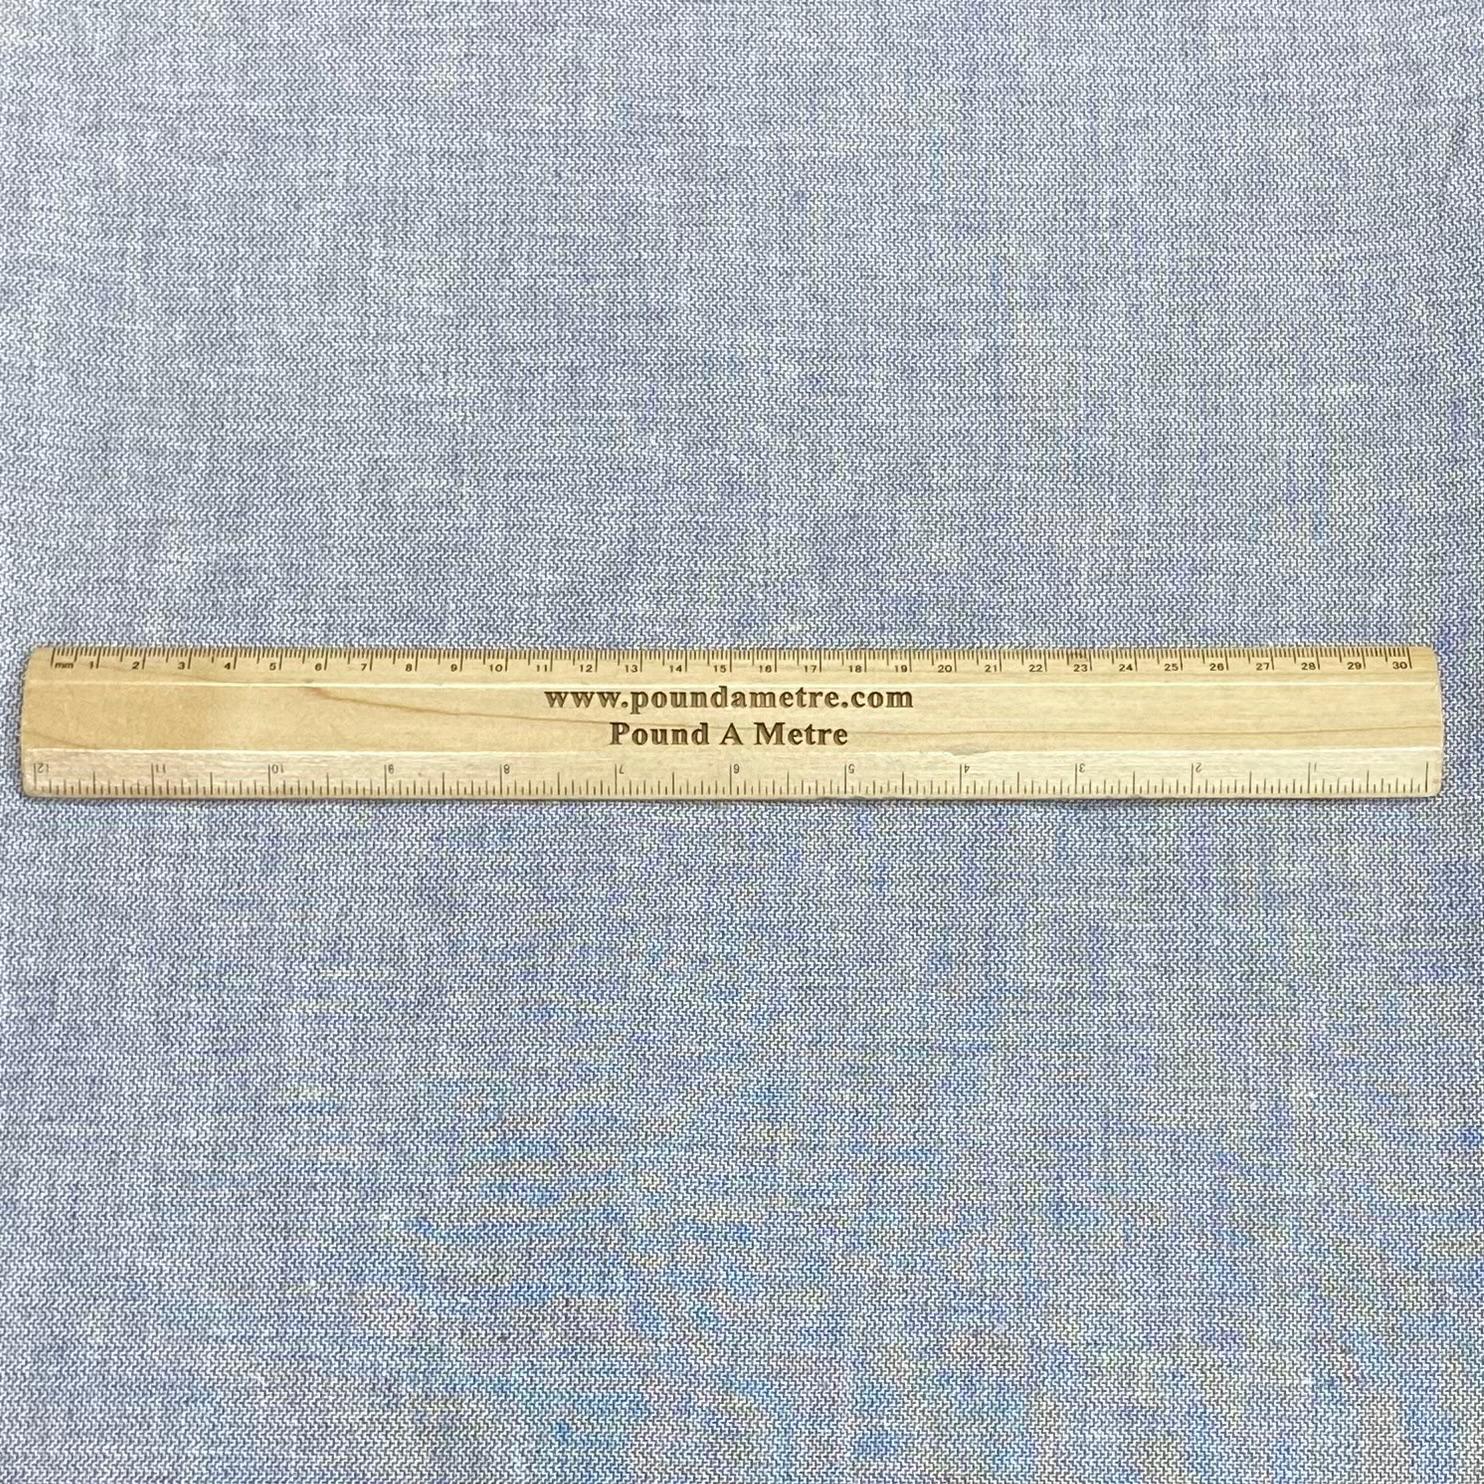 mm 1 2 3 4 5 6 7 8 9 10 11 12 13 14 15 16 17 18 19 20 21 22 23 24 25 26 27 28 29 30
www.poundametre.com
Pound A Metre
12 11 10 9 8 7 6 5 4 3 2 1